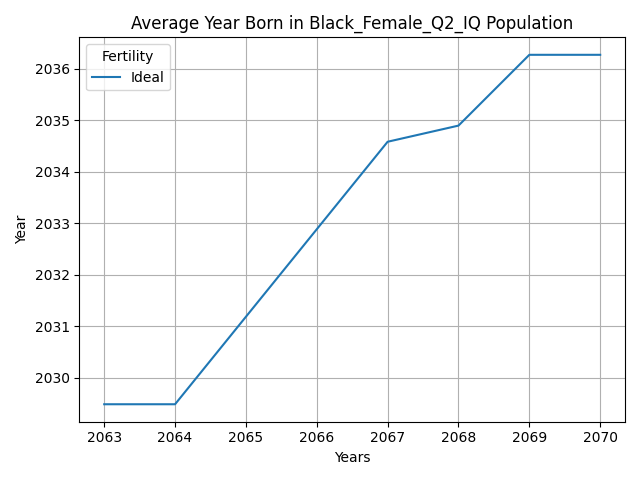 Average Year Born in Black_Female_Q2_IQ Population
Fertility
Ideal
2036
2035
2034
2033
2032
2031
2030
Year
2063 2064 2065 2066 2067 2068 2069 2070
Years